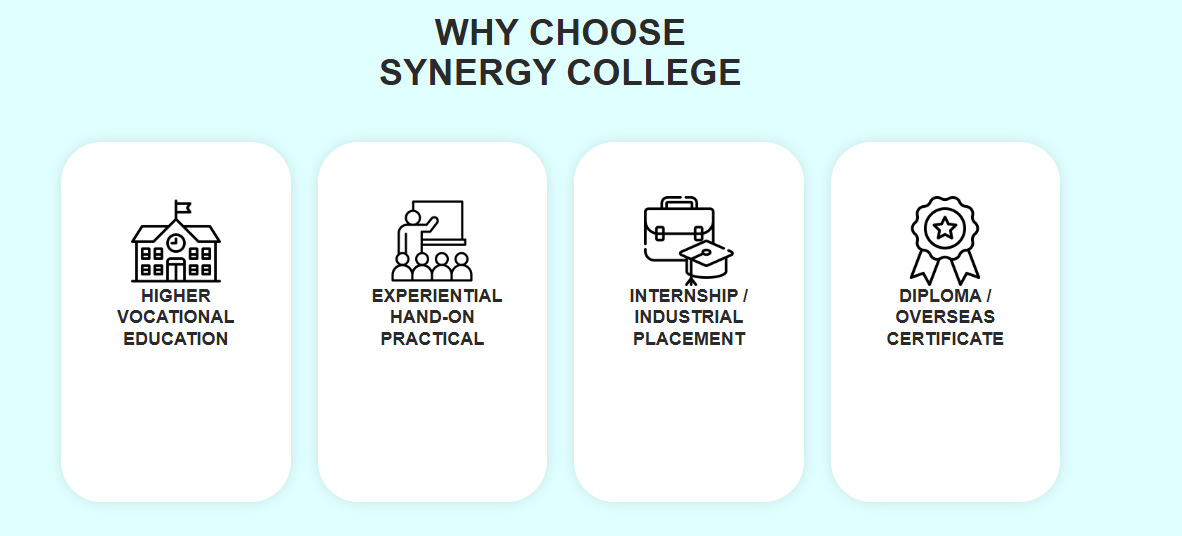 WHY CHOOSE
SYNERGY COLLEGE
HIGHER
VOCATIONAL
EDUCATION
EXPERIENTIAL
HAND-ON
PRACTICAL
INTERNSHIP /
INDUSTRIAL
PLACEMENT
DIPLOMA /
OVERSEAS
CERTIFICATE